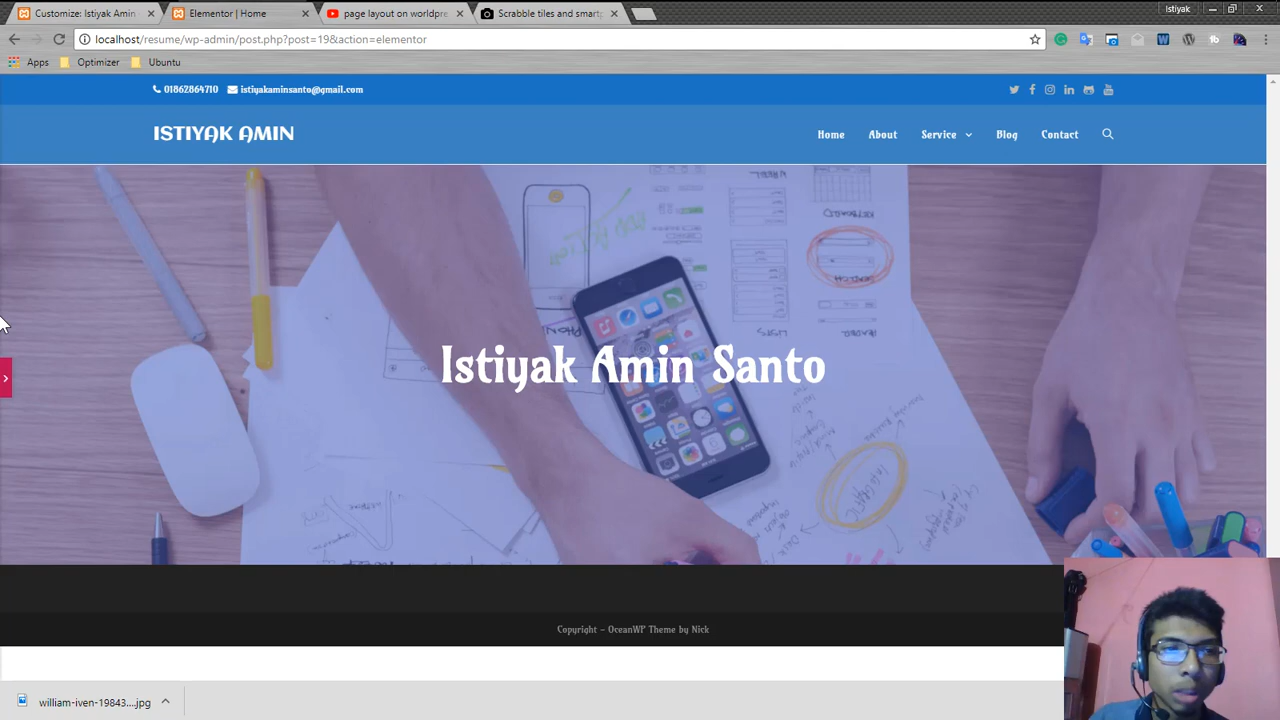 Customize: Istiyak Amin
Elementor | Home
page layout on worldpre
Scrabble tiles and smartp
Istiyak
localhost/resume/wp-admin/post.php?post=19&action=elementor
Apps
Optimizer
Ubuntu
01862864710
istiyakaminsanto@gmail.com
ISTIYAK AMIN
Home
About
Service
Blog
Contact
Istiyak Amin Santo
Copyright - OceanWP Theme by Nick
william-iven-19843....jpg